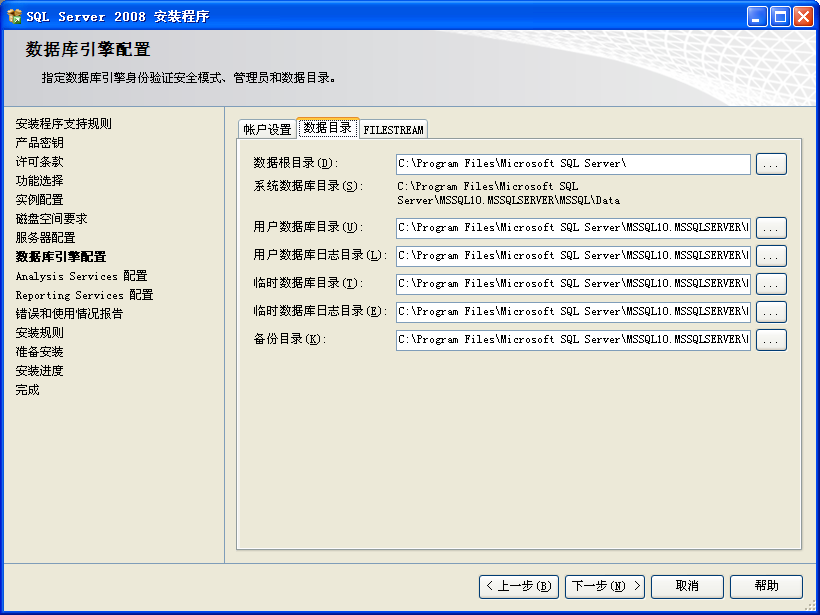 SQL Server 2008 安装程序
数据库引擎配置
指定数据库引擎身份验证安全模式、管理员和数据目录。
安装程序支持规则
产品密钥
许可条款
功能选择
实例配置
磁盘空间要求
服务器配置
数据库引擎配置
Analysis Services 配置
Reporting Services 配置
错误和使用情况报告
安装规则
准备安装
安装进度
完成
帐户设置 数据目录 FILESTREAM
数据根目录(D): C:\Program Files\Microsoft SQL Server\ ...
系统数据库目录(S): C:\Program Files\Microsoft SQL
Server\MSSQL10.MSSQLSERVER\MSSQL\Data
用户数据库目录(U): C:\Program Files\Microsoft SQL Server\MSSQL10.MSSQLSERVER\ ...
用户数据库日志目录(L): C:\Program Files\Microsoft SQL Server\MSSQL10.MSSQLSERVER\ ...
临时数据库目录(T): C:\Program Files\Microsoft SQL Server\MSSQL10.MSSQLSERVER\ ...
临时数据库日志目录(E): C:\Program Files\Microsoft SQL Server\MSSQL10.MSSQLSERVER\ ...
备份目录(K): C:\Program Files\Microsoft SQL Server\MSSQL10.MSSQLSERVER\ ...
< 上一步(B) 下一步(N) > 取消 帮助